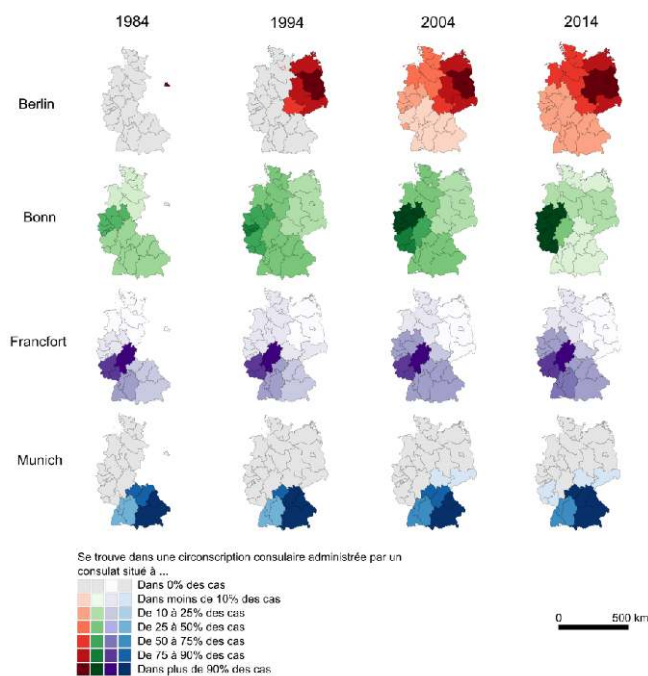 1984 1994 2004 2014
Berlin
Bonn
Francfort
Munich
Se trouve dans une circonscription consulaire administrée par un
consulat situé à ...
Dans 0% des cas
Dans moins de 10% des cas
De 10 à 25% des cas
De 25 à 50% des cas
De 50 à 75% des cas
De 75 à 90% des cas
Dans plus de 90% des cas
0 500 km